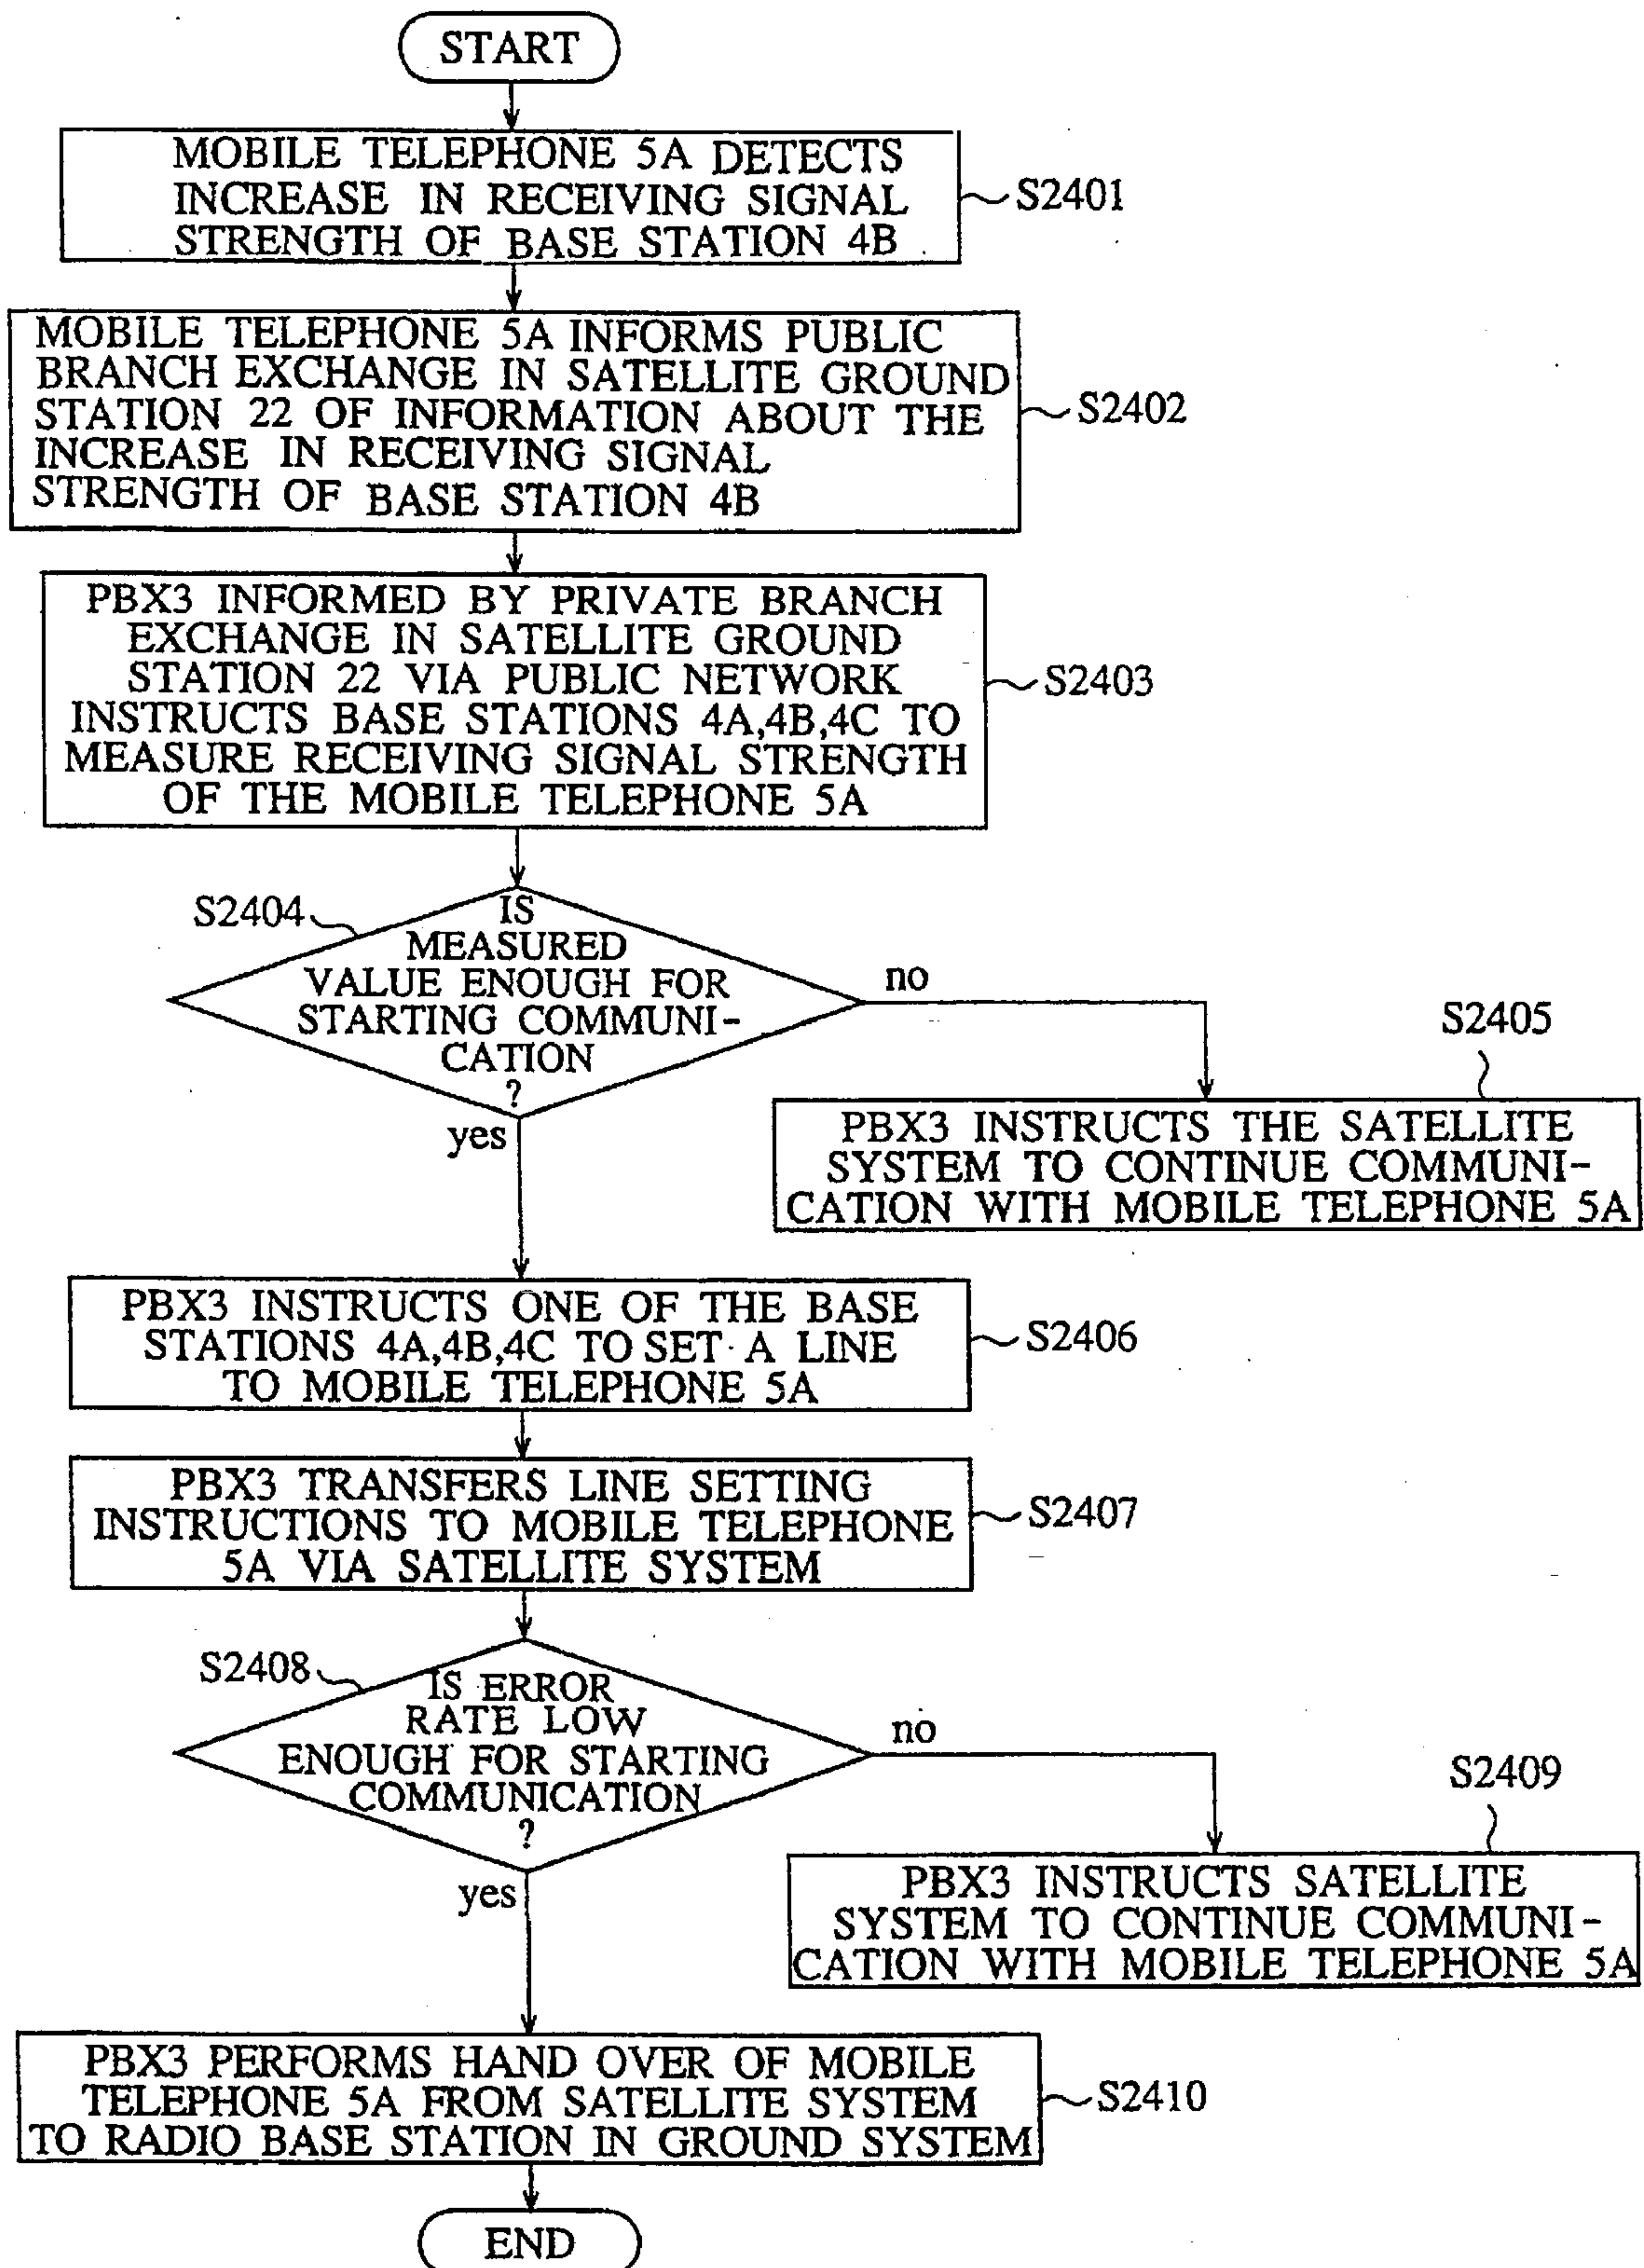 START
MOBILE TELEPHONE 5A DETECTS
INCREASE IN RECEIVING SIGNAL
STRENGTH OF BASE STATION 4B
S2401
MOBILE TELEPHONE 5A INFORMS PUBLIC
BRANCH EXCHANGE IN SATELLITE GROUND
STATION 22 OF INFORMATION ABOUT THE
INCREASE IN RECEIVING SIGNAL
STRENGTH OF BASE STATION 4B
S2402
PBX3 INFORMED BY PRIVATE BRANCH
EXCHANGE IN SATELLITE GROUND
STATION 22 VIA PUBLIC NETWORK
INSTRUCTS BASE STATIONS 4A,4B,4C TO
MEASURE RECEIVING SIGNAL STRENGTH
OF THE MOBILE TELEPHONE 5A
S2403
S2404
IS
MEASURED
VALUE ENOUGH FOR
STARTING COMMUNI-
CATION
?
no
yes
S2405
PBX3 INSTRUCTS THE SATELLITE
SYSTEM TO CONTINUE COMMUNI-
CATION WITH MOBILE TELEPHONE 5A
PBX3 INSTRUCTS ONE OF THE BASE
STATIONS 4A,4B,4C TO SET A LINE
TO MOBILE TELEPHONE 5A
S2406
PBX3 TRANSFERS LINE SETTING
INSTRUCTIONS TO MOBILE TELEPHONE
5A VIA SATELLITE SYSTEM
S2407
S2408
IS ERROR
RATE LOW
ENOUGH FOR STARTING
COMMUNICATION
?
no
yes
S2409
PBX3 INSTRUCTS SATELLITE
SYSTEM TO CONTINUE COMMUNI-
CATION WITH MOBILE TELEPHONE 5A
PBX3 PERFORMS HAND OVER OF MOBILE
TELEPHONE 5A FROM SATELLITE SYSTEM
TO RADIO BASE STATION IN GROUND SYSTEM
S2410
END